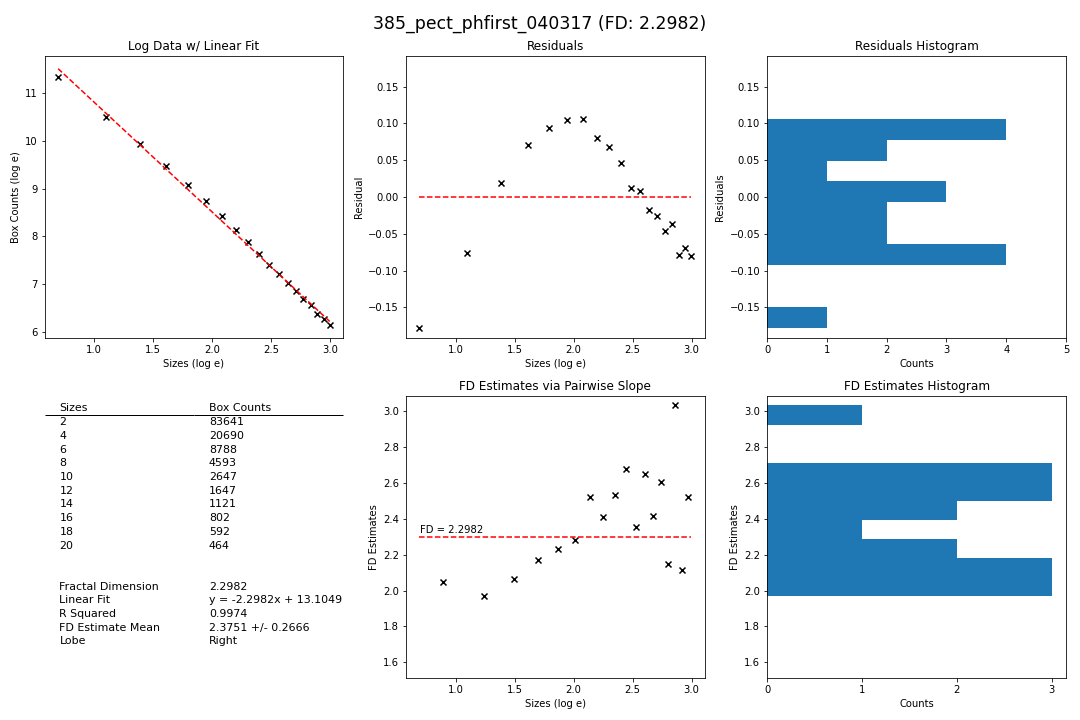 385_pect_phfirst_040317 (FD: 2.2982)
Log Data w/ Linear Fit
11
10
9
8
7
6
Box Counts (log e)
1.0 1.5 2.0 2.5 3.0
Sizes (log e)
Residuals
0.15
0.10
0.05
0.00
−0.05
−0.10
−0.15
Residual
1.0 1.5 2.0 2.5 3.0
Sizes (log e)
Residuals Histogram
0.15
0.10
0.05
0.00
−0.05
−0.10
−0.15
Residuals
0 1 2 3 4 5
Counts
Sizes Box Counts
2 83641
4 20690
6 8788
8 4593
10 2647
12 1647
14 1121
16 802
18 592
20 464
Fractal Dimension 2.2982
Linear Fit y = -2.2982x + 13.1049
R Squared 0.9974
FD Estimate Mean 2.3751 +/- 0.2666
Lobe Right
FD Estimates via Pairwise Slope
3.0
2.8
2.6
2.4
2.2
2.0
1.8
1.6
FD Estimates
FD = 2.2982
1.0 1.5 2.0 2.5 3.0
Sizes (log e)
FD Estimates Histogram
3.0
2.8
2.6
2.4
2.2
2.0
1.8
1.6
FD Estimates
0 1 2 3
Counts